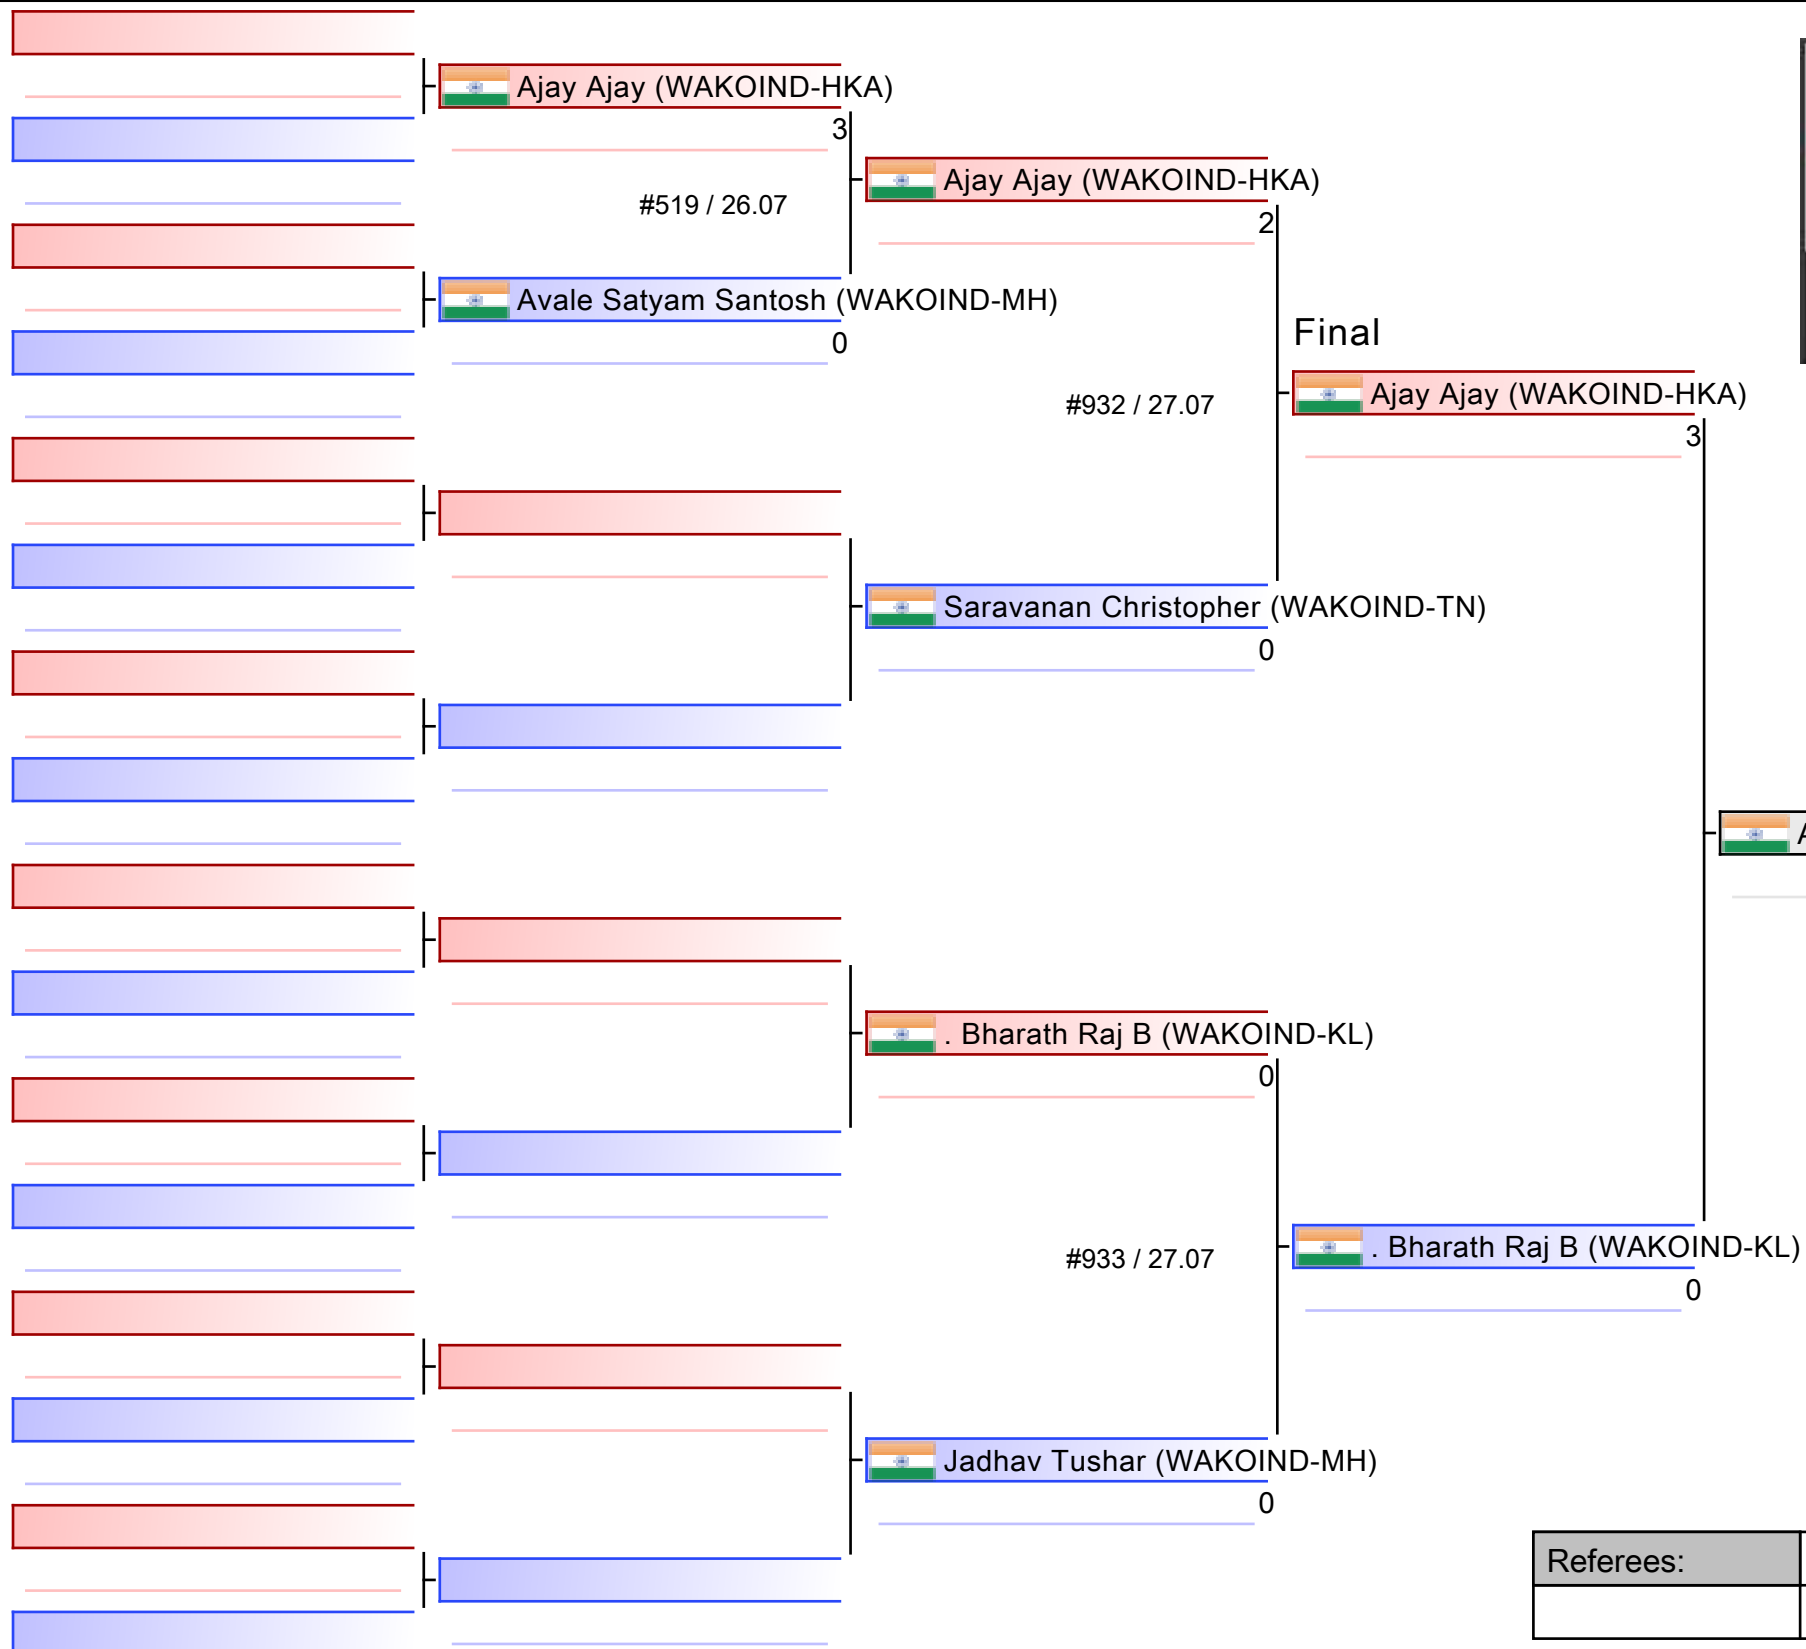 Ajay Ajay (WAKOIND-HKA)
3
#519 / 26.07
Avale Satyam Santosh (WAKOIND-MH)
0
Ajay Ajay (WAKOIND-HKA)
2
#932 / 27.07
Saravanan Christopher (WAKOIND-TN)
0
. Bharath Raj B (WAKOIND-KL)
0
#933 / 27.07
Jadhav Tushar (WAKOIND-MH)
0
Final
Ajay Ajay (WAKOIND-HKA)
3
. Bharath Raj B (WAKOIND-KL)
0
Referees: